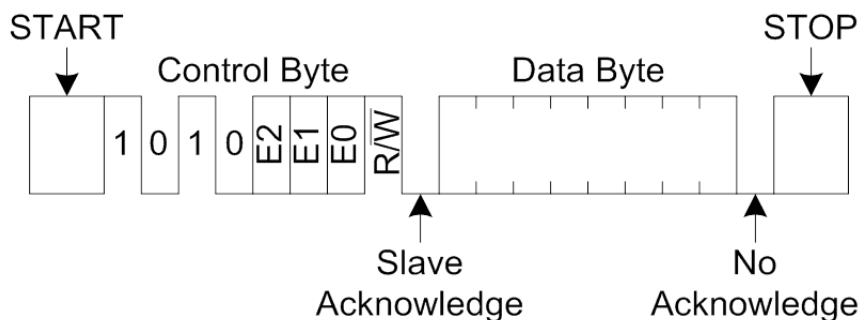 START
STOP
Control Byte
Data Byte
1 0 1 0 E2 E1 E0 R/W̅
Slave
Acknowledge
No
Acknowledge